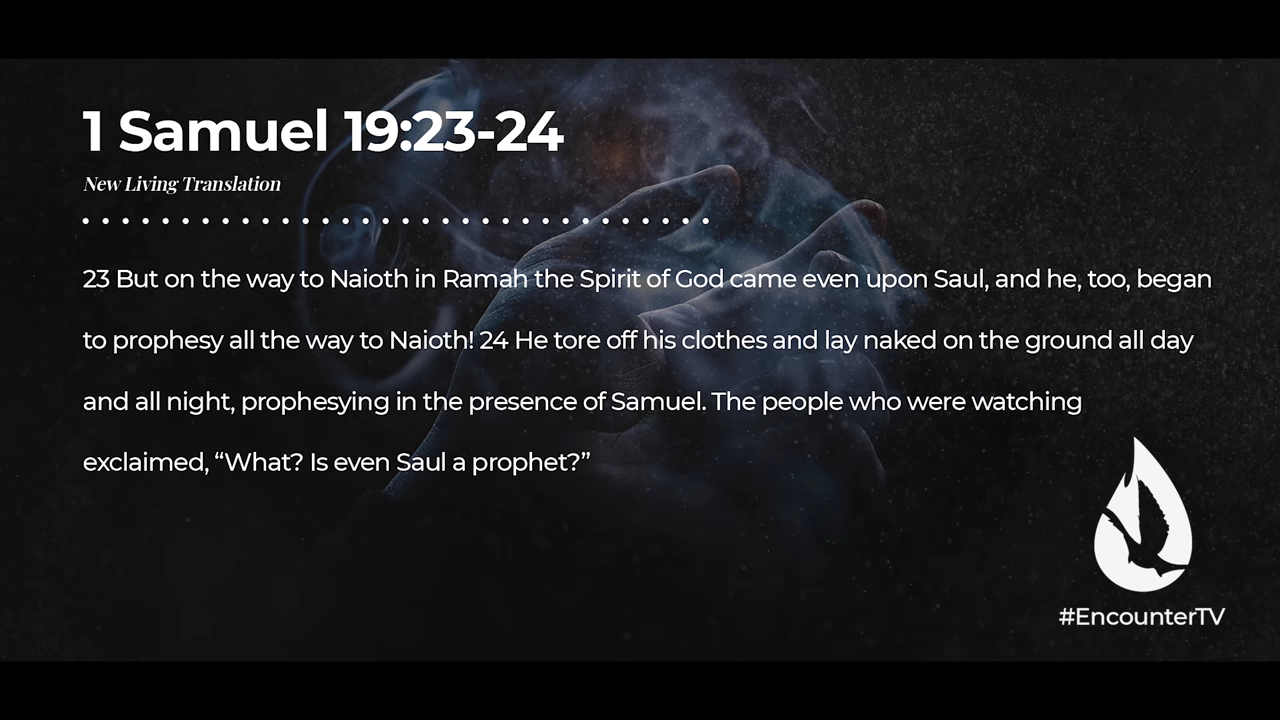 1 Samuel 19:23-24
New Living Translation
23 But on the way to Naioth in Ramah the Spirit of God came even upon Saul, and he, too, began
to prophesy all the way to Naioth! 24 He tore off his clothes and lay naked on the ground all day
and all night, prophesying in the presence of Samuel. The people who were watching
exclaimed, “What? Is even Saul a prophet?”
#EncounterTV